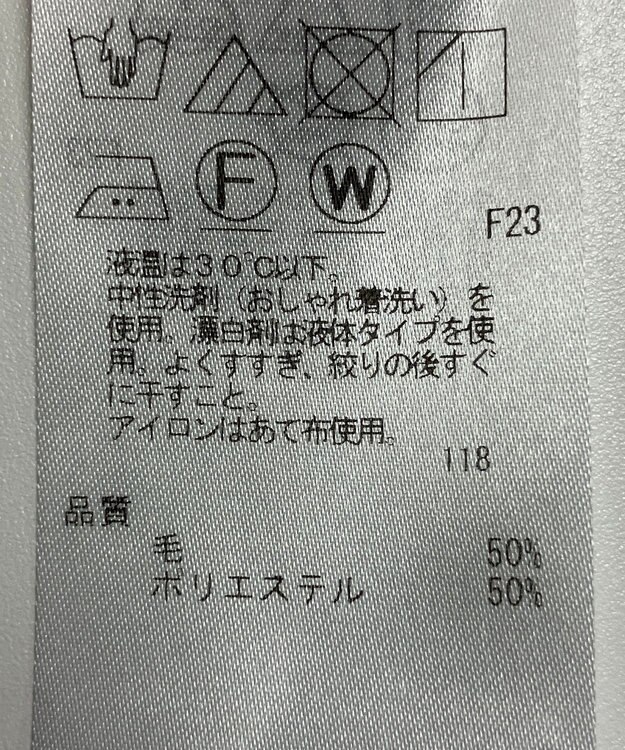 F W
F23
液温は30℃以下。
中性洗剤（おしゃれ着洗い）を
使用。漂白剤は液体タイプを使
用。よくすすぎ、絞りの後すぐ
に干すこと。
アイロンはあて布使用。
118
品質
毛 50%
ポリエステル 50%